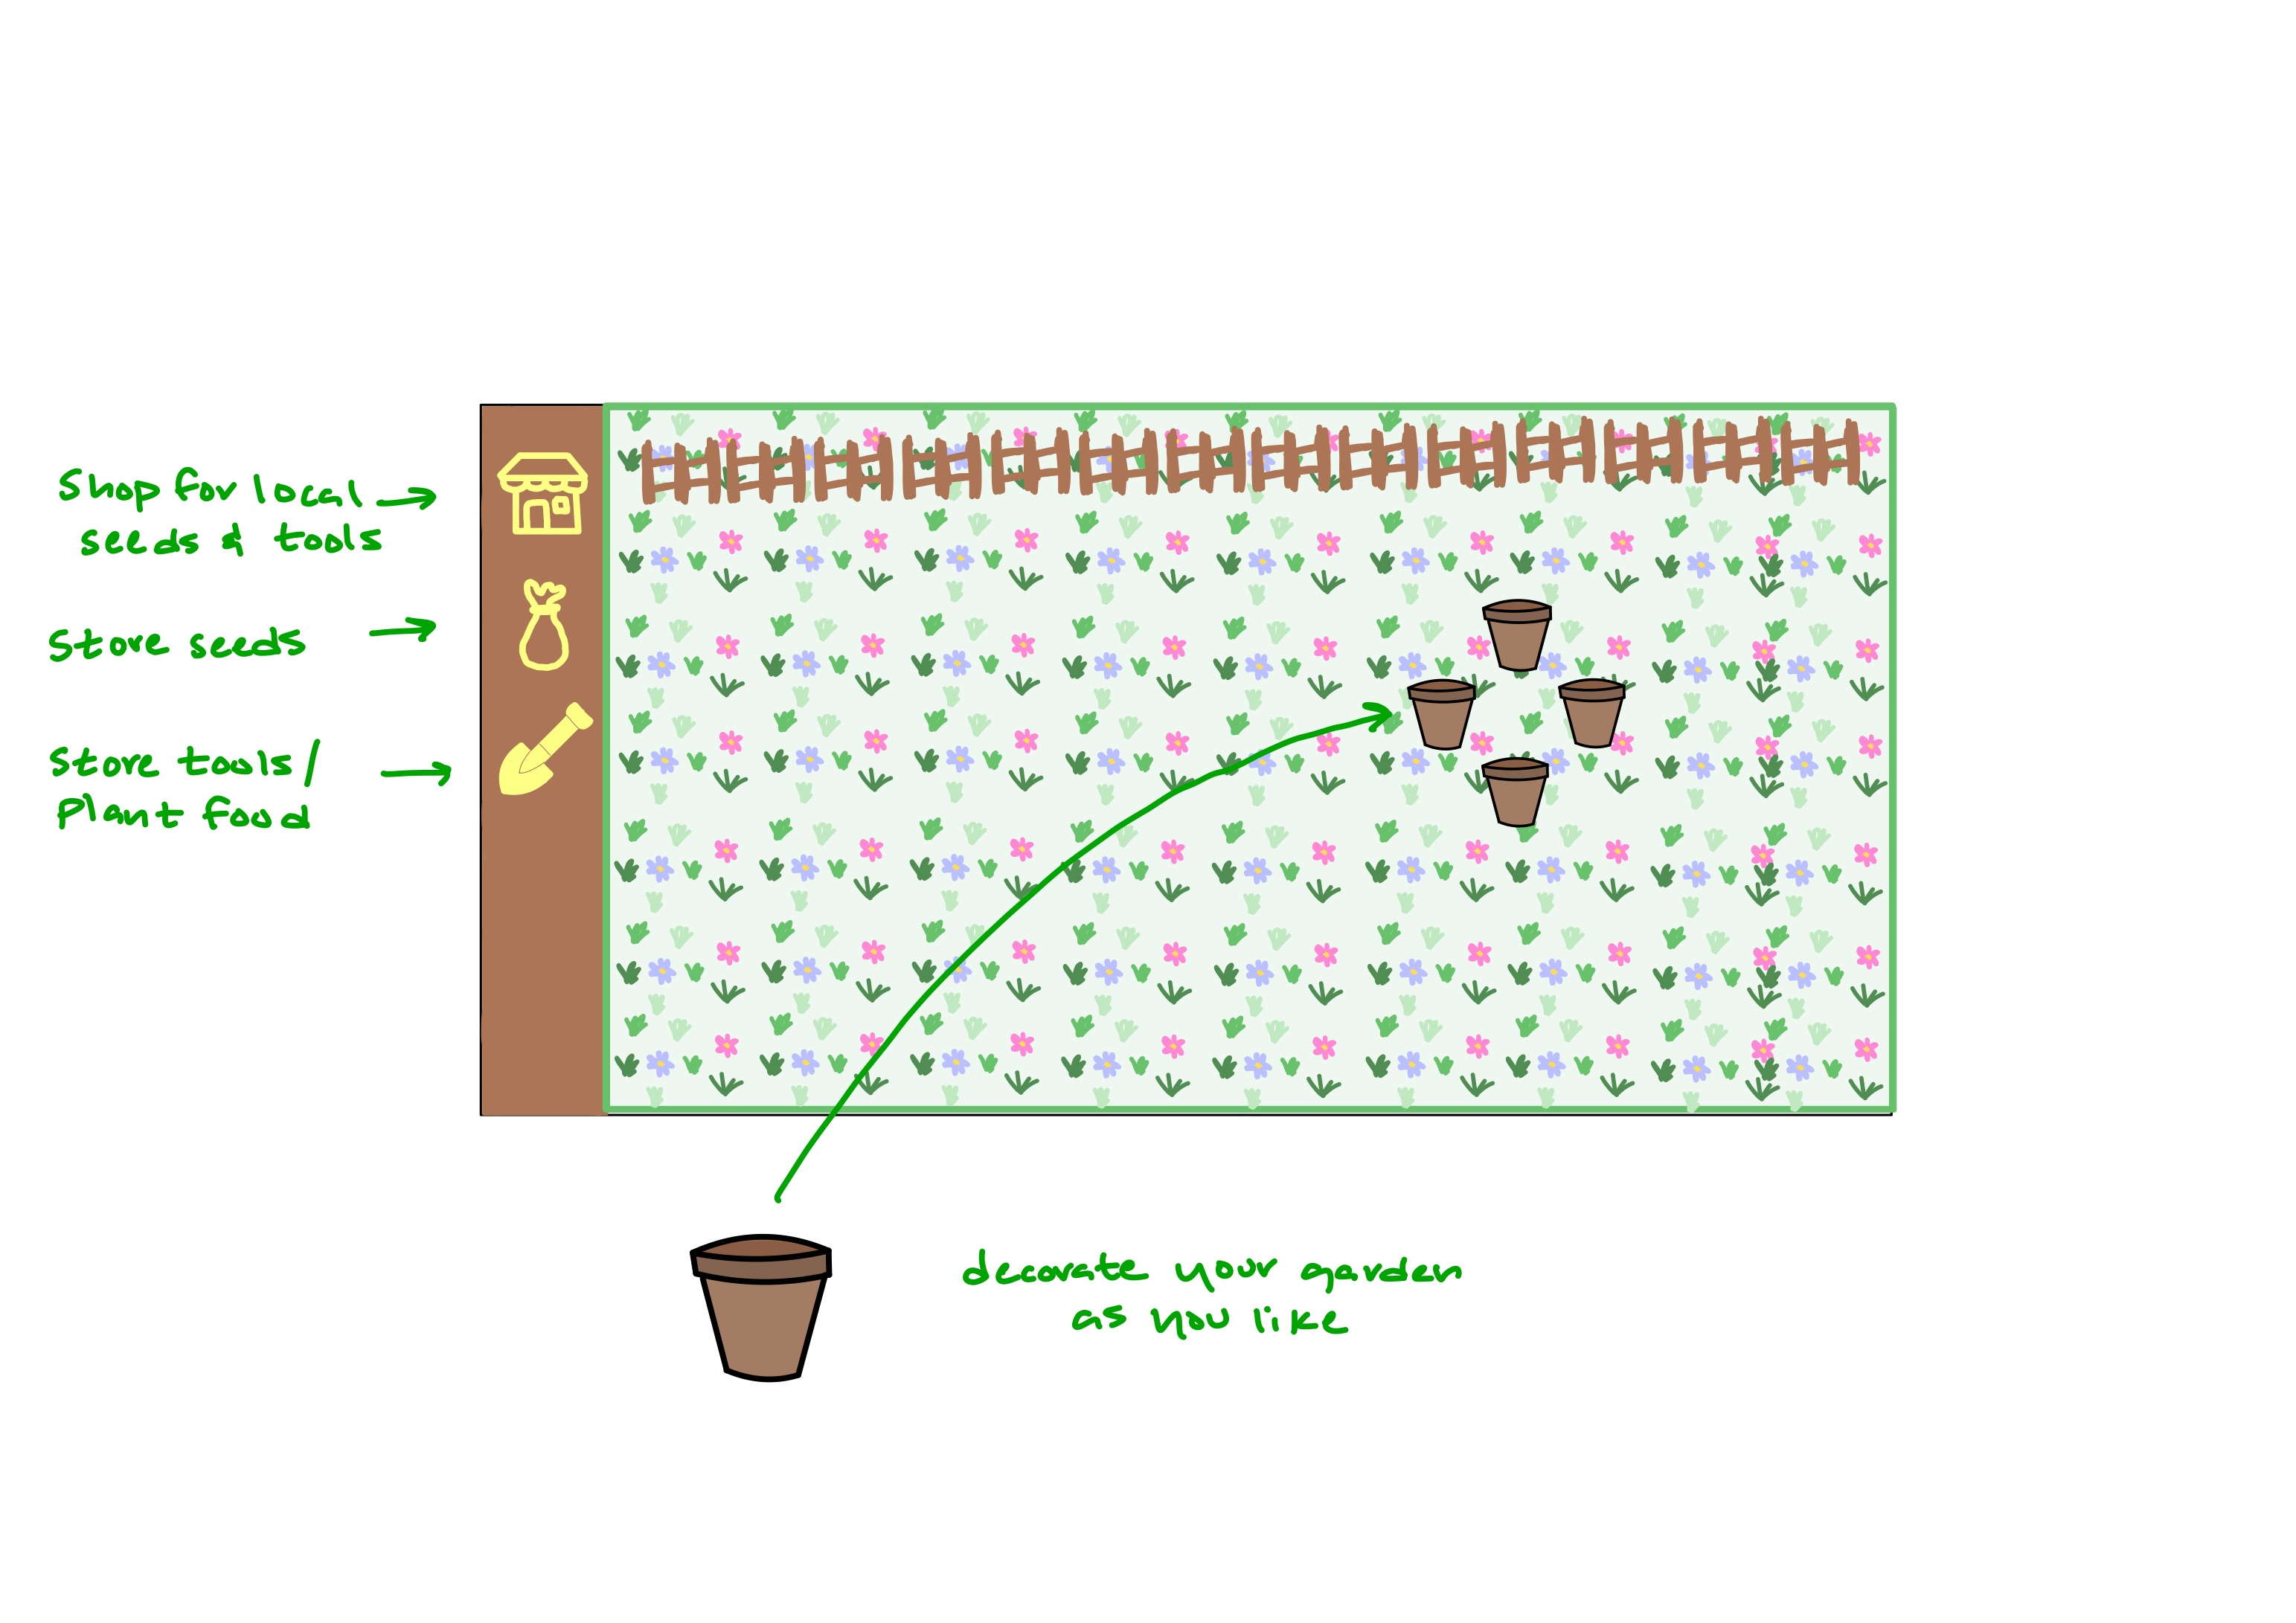 Shop for local
seeds & tools
store seeds
Store tools/
Plant food
decorate your garden
as you like